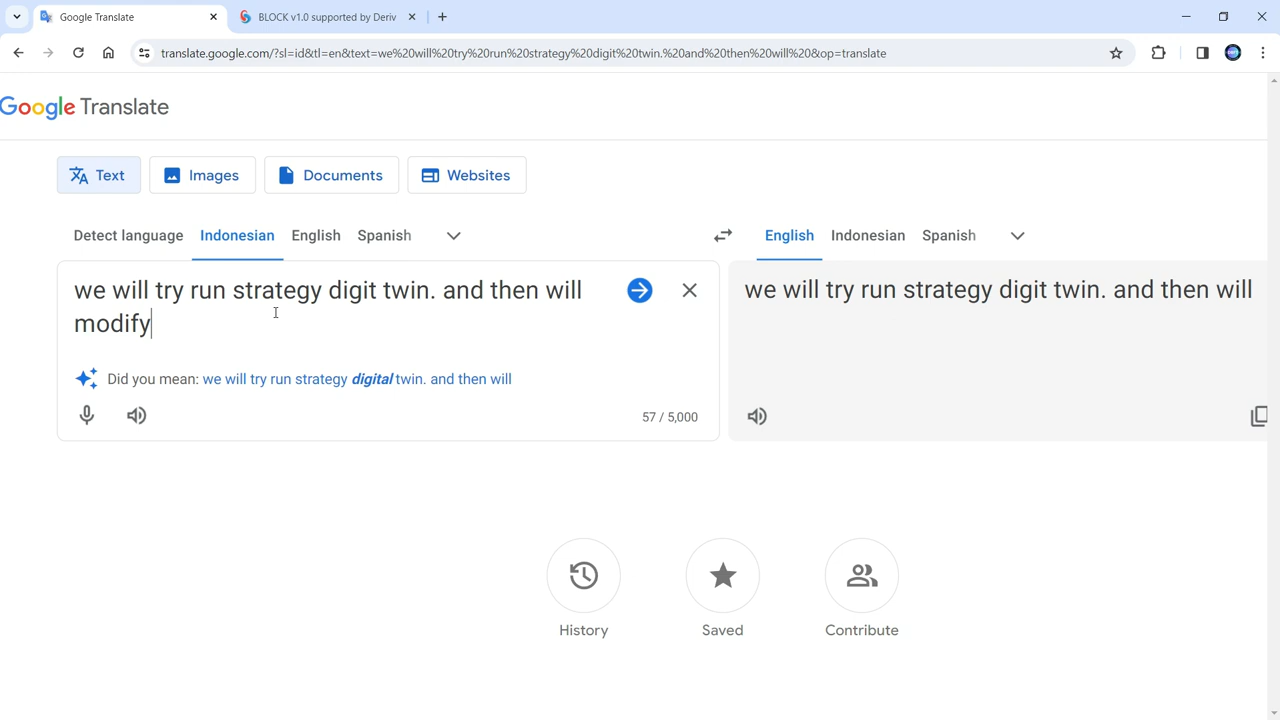 Google Translate
BLOCK v1.0 supported by Deriv
translate.google.com/?sl=id&tl=en&text=we%20will%20try%20run%20strategy%20digit%20twin.%20and%20then%20will%20&op=translate
Google Translate
Text
Images
Documents
Websites
Detect language
Indonesian
English
Spanish
English
Indonesian
Spanish
we will try run strategy digit twin. and then will
modify
we will try run strategy digit twin. and then will
Did you mean: we will try run strategy digital twin. and then will
57 / 5,000
History
Saved
Contribute